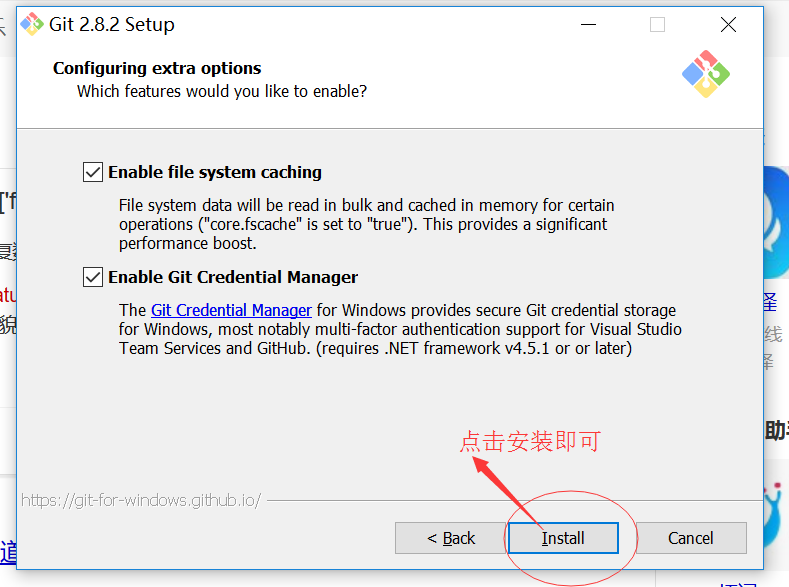 Git 2.8.2 Setup
Configuring extra options
Which features would you like to enable?
Enable file system caching
File system data will be read in bulk and cached in memory for certain
operations ("core.fscache" is set to "true"). This provides a significant
performance boost.
Enable Git Credential Manager
The Git Credential Manager for Windows provides secure Git credential storage
for Windows, most notably multi-factor authentication support for Visual Studio
Team Services and GitHub. (requires .NET framework v4.5.1 or or later)
点击安装即可
https://git-for-windows.github.io/
< Back
Install
Cancel